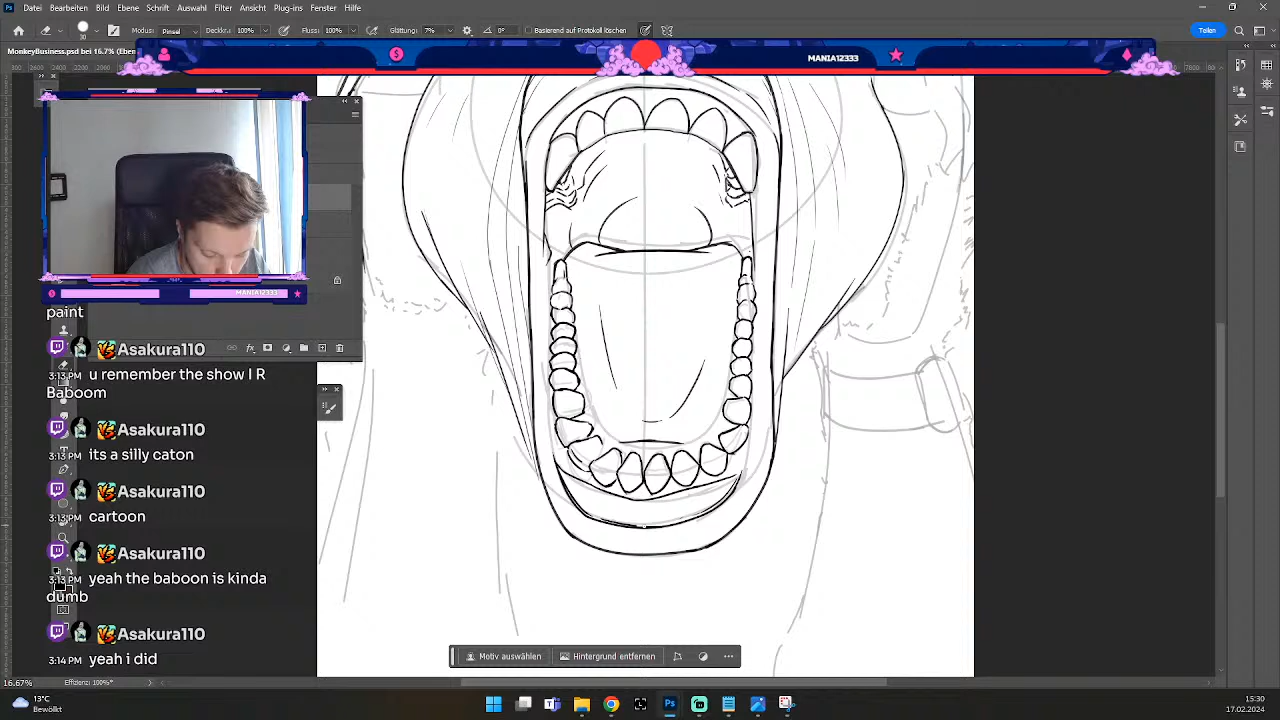 Datei Bearbeiten Bild Ebene Schrift Auswahl Filter Ansicht Plug-ins Fenster Hilfe
Modus: Pinsel Deckkr.: 100% Fluss: 100% Glättung: 7% 0° Basierend auf Protokoll löschen Teilen
MonkeyBusiness.psd bei 16.7% (Eben
MANIA12333
MANIA12333
paint
Asakura110
3:13 PM u remember the show I R
Baboom
Asakura110
3:13 PM its a silly caton
Asakura110
3:13 PM cartoon
Asakura110
3:13 PM yeah the baboon is kinda
dumb
Asakura110
3:14 PM yeah i did
Motiv auswählen Hintergrund entfernen
16.67% Effizienz: 100%*
13°C
Bewölkt
15:30
17.02.2024